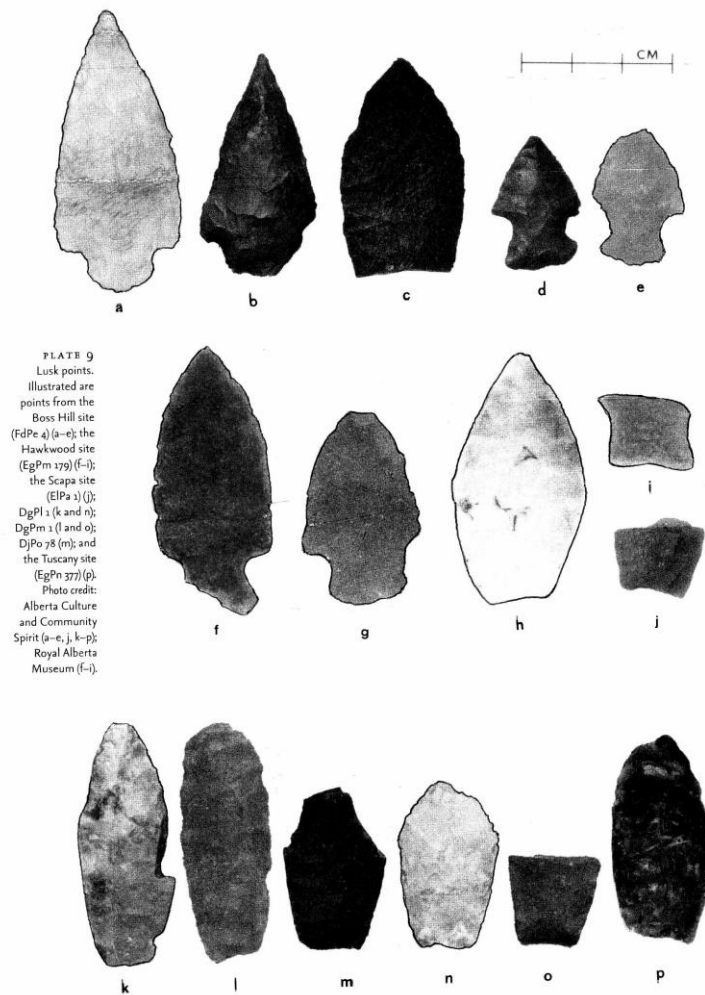 CM
a
b
c
d
e
PLATE 9
Lusk points.
Illustrated are
points from the
Boss Hill site
(FdPe 4) (a–e); the
Hawkwood site
(EgPm 179) (f–i);
the Scapa site
(ElPa 1) (j);
DgPl 1 (k and n);
DgPm 1 (l and o);
DjPo 78 (m); and
the Tuscany site
(EgPn 377) (p).
Photo credit:
Alberta Culture
and Community
Spirit (a–e, j, k–p);
Royal Alberta
Museum (f–i).
f
g
h
i
j
k
l
m
n
o
p